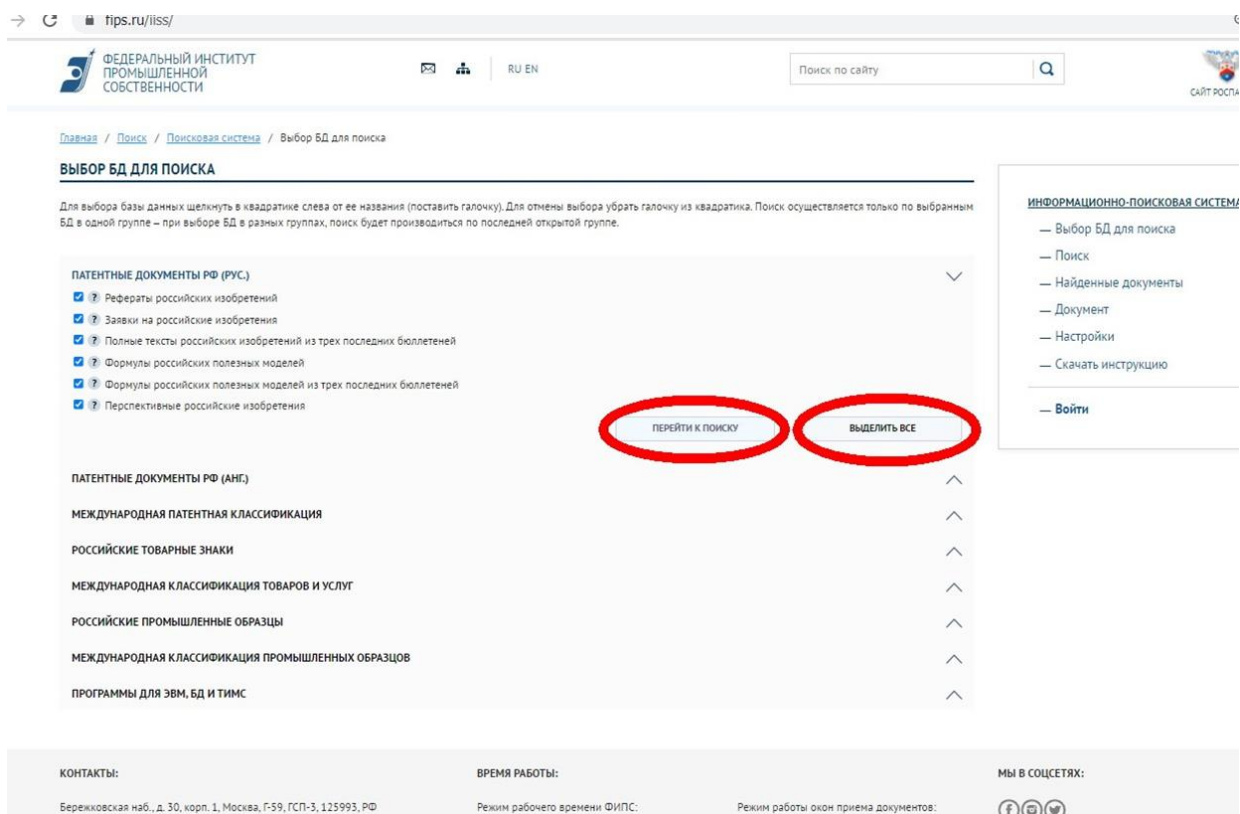 fips.ru/iiss/
ФЕДЕРАЛЬНЫЙ ИНСТИТУТ
ПРОМЫШЛЕННОЙ
СОБСТВЕННОСТИ
RU EN
Поиск по сайту
САЙТ РОСПА
Главная / Поиск / Поисковая система / Выбор БД для поиска
ВЫБОР БД ДЛЯ ПОИСКА
Для выбора базы данных щелкнуть в квадратике слева от ее названия (поставить галочку). Для отмены выбора убрать галочку из квадратика. Поиск осуществляется только по выбранным
БД в одной группе – при выборе БД в разных группах, поиск будет производиться по последней открытой группе.
ПАТЕНТНЫЕ ДОКУМЕНТЫ РФ (РУС.)
? Рефераты российских изобретений
? Заявки на российские изобретения
? Полные тексты российских изобретений из трех последних бюллетеней
? Формулы российских полезных моделей
? Формулы российских полезных моделей из трех последних бюллетеней
? Перспективные российские изобретения
ПЕРЕЙТИ К ПОИСКУ
ВЫДЕЛИТЬ ВСЕ
ПАТЕНТНЫЕ ДОКУМЕНТЫ РФ (АНГ.)
МЕЖДУНАРОДНАЯ ПАТЕНТНАЯ КЛАССИФИКАЦИЯ
РОССИЙСКИЕ ТОВАРНЫЕ ЗНАКИ
МЕЖДУНАРОДНАЯ КЛАССИФИКАЦИЯ ТОВАРОВ И УСЛУГ
РОССИЙСКИЕ ПРОМЫШЛЕННЫЕ ОБРАЗЦЫ
МЕЖДУНАРОДНАЯ КЛАССИФИКАЦИЯ ПРОМЫШЛЕННЫХ ОБРАЗЦОВ
ПРОГРАММЫ ДЛЯ ЭВМ, БД И ТИМС
ИНФОРМАЦИОННО-ПОИСКОВАЯ СИСТЕМА
— Выбор БД для поиска
— Поиск
— Найденные документы
— Документ
— Настройки
— Скачать инструкцию
— Войти
КОНТАКТЫ:
Бережковская наб., д. 30, корп. 1, Москва, Г-59, ГСП-3, 125993, РФ
ВРЕМЯ РАБОТЫ:
Режим рабочего времени ФИПС:
Режим работы окон приема документов:
МЫ В СОЦСЕТЯХ: